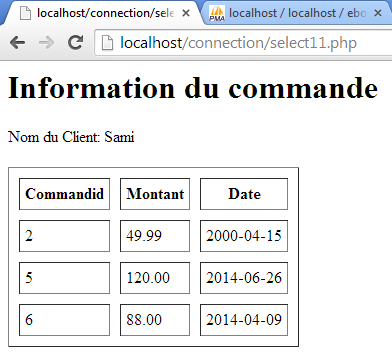 localhost/connection/sele
localhost / localhost / ebo
localhost/connection/select11.php
Information du commande
Nom du Client: Sami
Commandid Montant Date
2 49.99 2000-04-15
5 120.00 2014-06-26
6 88.00 2014-04-09